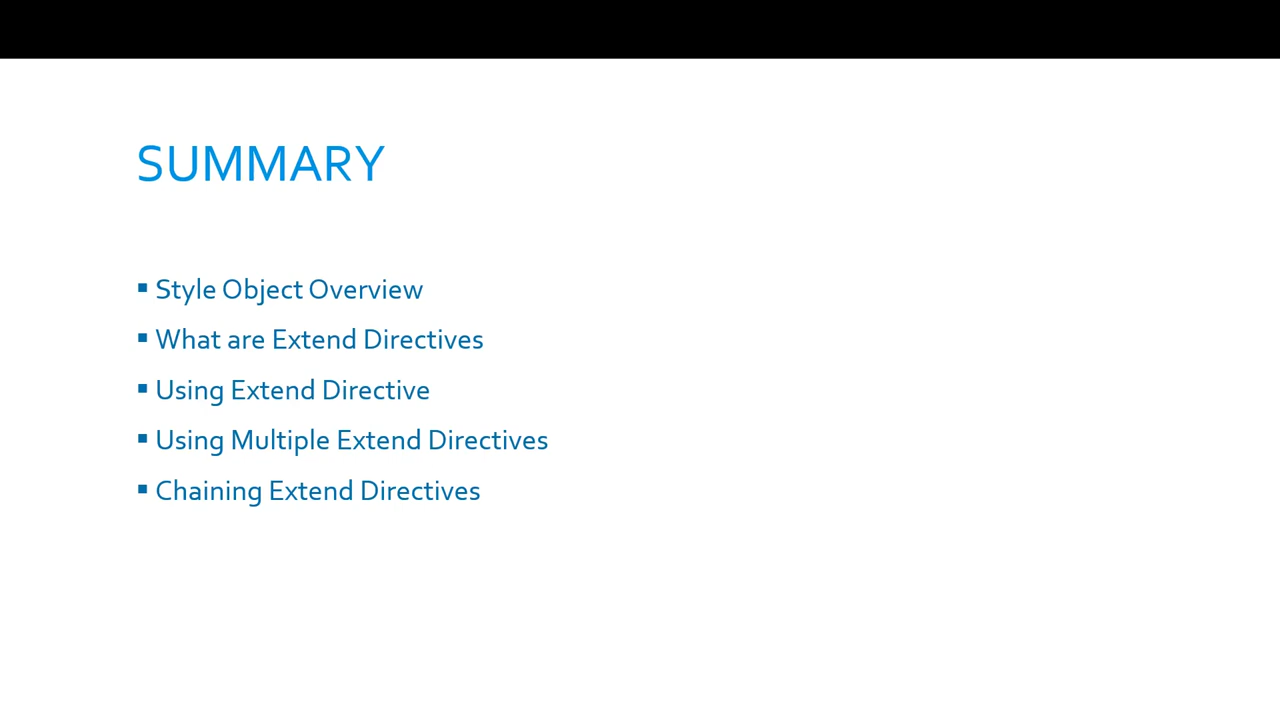 SUMMARY
▪ Style Object Overview
▪ What are Extend Directives
▪ Using Extend Directive
▪ Using Multiple Extend Directives
▪ Chaining Extend Directives